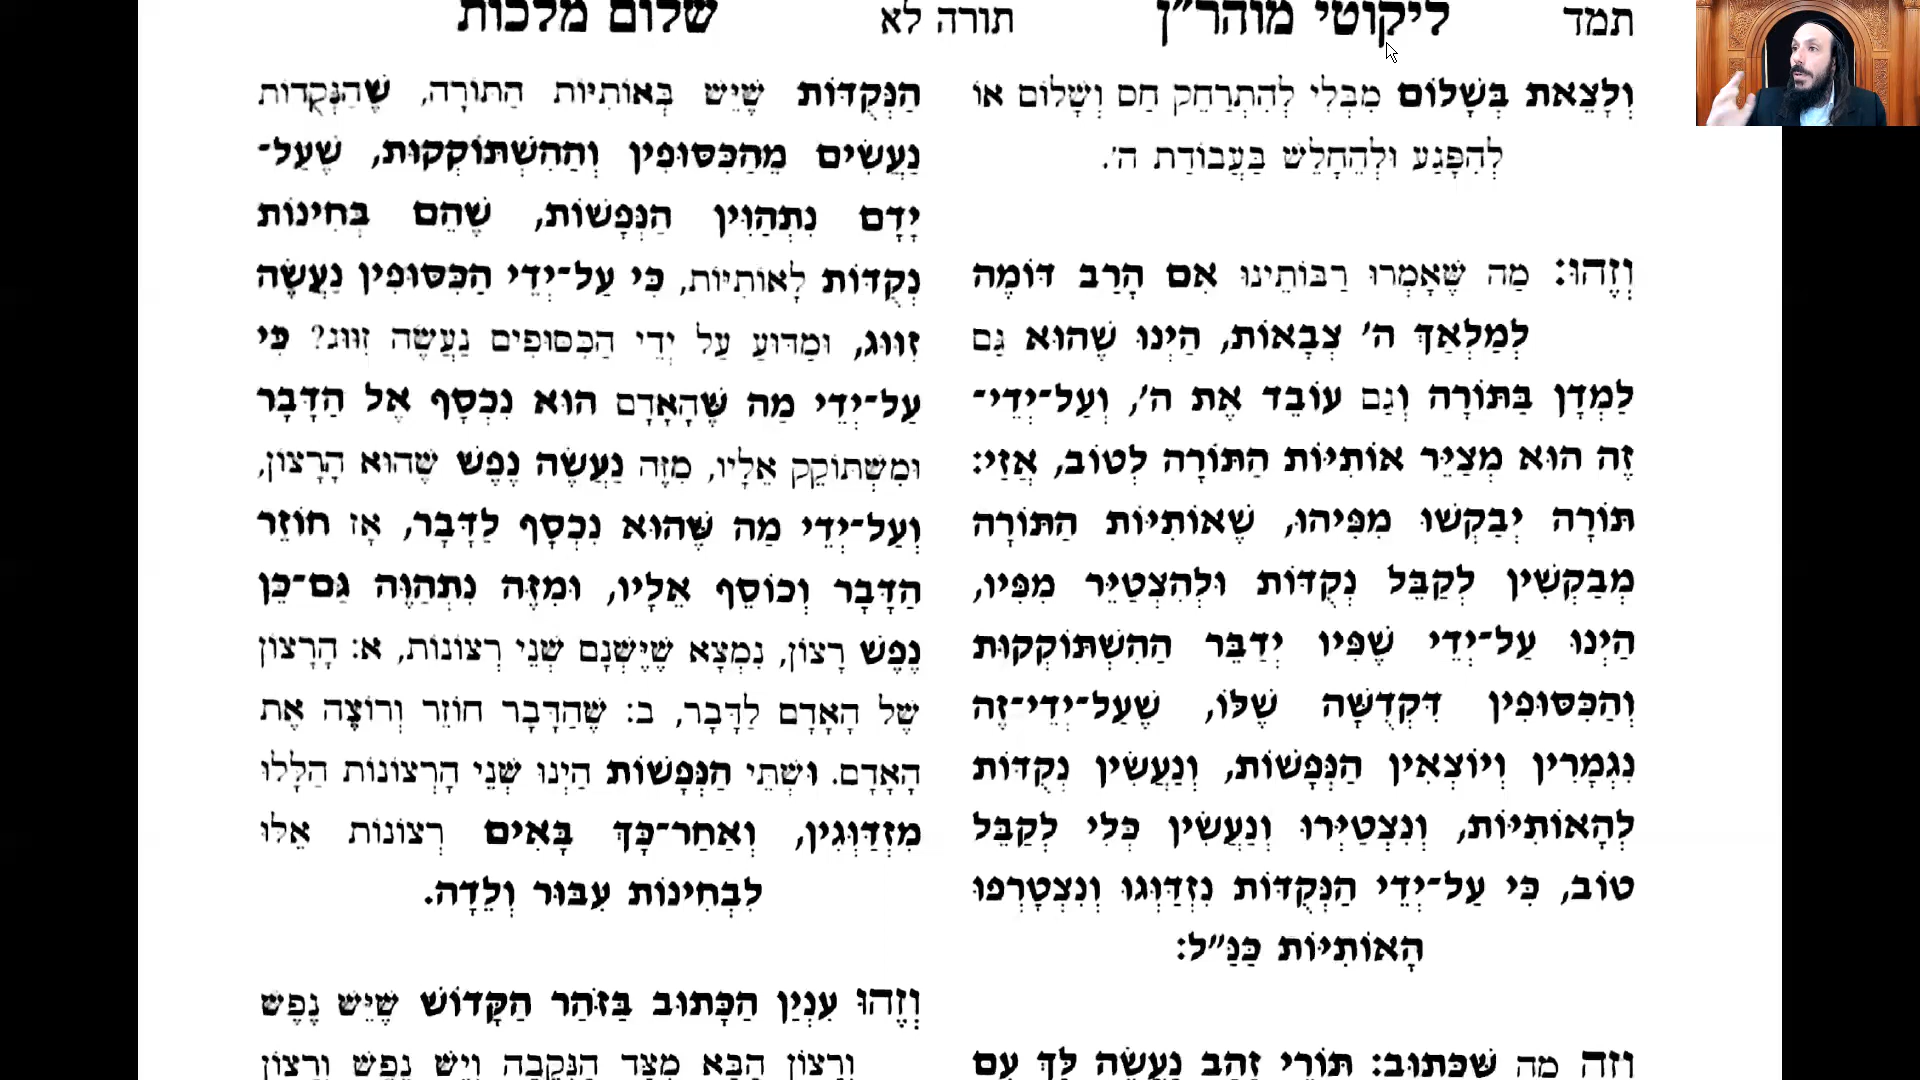 תמד ליקוטי מוהר״ן תורה לא שלום מלכות
וְלָצֵאת בְּשָׁלוֹם מִבְּלִי לְהִתְרַחֵק חַס וְשָׁלוֹם אוֹ
לְהִפָּגַע וּלְהֵחָלֵשׁ בַּעֲבוֹדַת ה׳.
וְזֶהוּ: מַה שֶּׁאָמְרוּ רַבּוֹתֵינוּ אִם הָרַב דּוֹמֶה
לְמַלְאַךְ ה׳ צְבָאוֹת, הַיְנוּ שֶׁהוּא גַּם
לַמְדָן בַּתּוֹרָה וְגַם עוֹבֵד אֶת ה׳, וְעַל־יְדֵי־
זֶה הוּא מְצַיֵּר אוֹתִיּוֹת הַתּוֹרָה לְטוֹב, אֲזַי:
תּוֹרָה יְבַקְשׁוּ מִפִּיהוּ, שֶׁאוֹתִיּוֹת הַתּוֹרָה
מְבַקְשִׁין לְקַבֵּל נְקֻדּוֹת וּלְהִצְטַיֵּר מִפִּיו,
הַיְנוּ עַל־יְדֵי שֶׁפִּיו יְדַבֵּר הַהִשְׁתּוֹקְקוּת
וְהַכִּסּוּפִין דִּקְדֻשָּׁה שֶׁלּוֹ, שֶׁעַל־יְדֵי־זֶה
נִגְמָרִין וְיוֹצְאִין הַנְּפָשׁוֹת, וְנַעֲשִׂין נְקֻדּוֹת
לְהָאוֹתִיּוֹת, וְנִצְטַיְּרוּ וְנַעֲשִׂין כְּלִי לְקַבֵּל
טוֹב, כִּי עַל־יְדֵי הַנְּקֻדּוֹת נִזְדַּוְּגוּ וְנִצְטָרְפוּ
הָאוֹתִיּוֹת כַּנַּ״ל:
וְזֶה מַה שֶּׁכָּתוּב: תּוֹרֵי זָהָב נַעֲשֶׂה לָּךְ עִם
הַנְּקֻדּוֹת שֶׁיֵּשׁ בְּאוֹתִיּוֹת הַתּוֹרָה, שֶׁהַנְּקֻדוֹת
נַעֲשִׂים מֵהַכִּסּוּפִין וְהַהִשְׁתּוֹקְקוּת, שֶׁעַל־
יָדָם נִתְהַוִּין הַנְּפָשׁוֹת, שֶׁהֵם בְּחִינוֹת
נְקֻדּוֹת לָאוֹתִיּוֹת, כִּי עַל־יְדֵי הַכִּסּוּפִין נַעֲשֶׂה
זִוּוּג, וּמַדּוּעַ עַל יְדֵי הַכִּסּוּפִים נַעֲשֶׂה זִוּוּג? כִּי
עַל־יְדֵי מַה שֶּׁהָאָדָם הוּא נִכְסָף אֶל הַדָּבָר
וּמִשְׁתּוֹקֵק אֵלָיו, מִזֶּה נַעֲשֶׂה נֶפֶשׁ שֶׁהוּא הָרָצוֹן,
וְעַל־יְדֵי מַה שֶּׁהוּא נִכְסָף לַדָּבָר, אָז חוֹזֵר
הַדָּבָר וְכוֹסֵף אֵלָיו, וּמִזֶּה נִתְהַוֶּה גַּם־כֵּן
נֶפֶשׁ רָצוֹן, נִמְצָא שֶׁיֶּשְׁנָם שְׁנֵי רְצוֹנוֹת, א: הָרָצוֹן
שֶׁל הָאָדָם לַדָּבָר, ב: שֶׁהַדָּבָר חוֹזֵר וְרוֹצֶה אֶת
הָאָדָם. וּשְׁתֵּי הַנְּפָשׁוֹת הַיְנוּ שְׁנֵי הָרְצוֹנוֹת הַלָּלוּ
מִזְדַּוְּגִין, וְאַחַר־כָּךְ בָּאִים רְצוֹנוֹת אֵלּוּ
לִבְחִינוֹת עִבּוּר וְלֵדָה.
וְזֶהוּ עִנְיַן הַכָּתוּב בַּזֹּהַר הַקָּדוֹשׁ שֶׁיֵּשׁ נֶפֶשׁ
וְרָצוֹן הַבָּא מִצַּד הַנְּקֵבָה וְיֵשׁ נֶפֶשׁ וְרָצוֹן